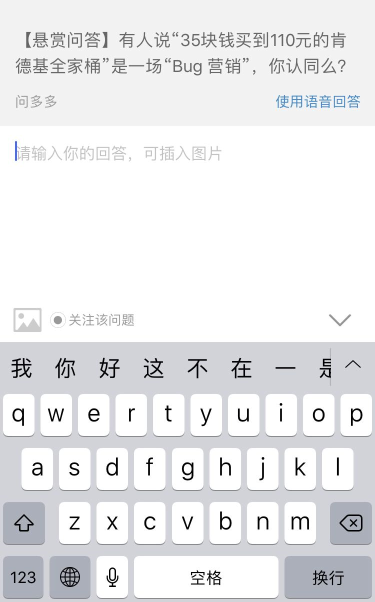 【悬赏问答】有人说“35块钱买到110元的肯
德基全家桶”是一场“Bug 营销”，你认同么?
问多多 使用语音回答
请输入你的回答，可插入图片
关注该问题
我 你 好 这 不 在 一 是
q w e r t y u i o p
a s d f g h j k l
z x c v b n m
123 空格 换行